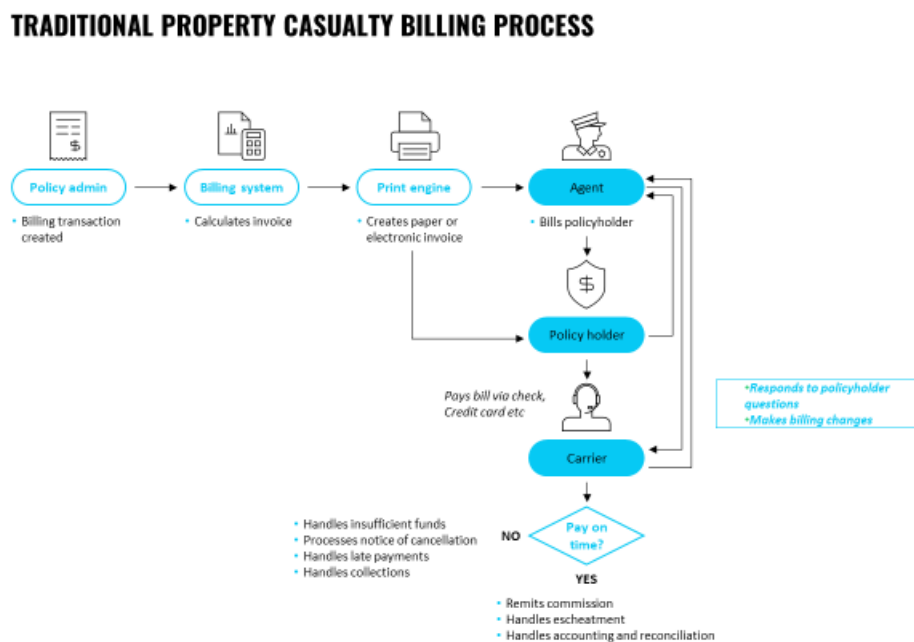 TRADITIONAL PROPERTY CASUALTY BILLING PROCESS
$
Policy admin
Billing system
Print engine
Agent
• Billing transaction
created
• Calculates invoice
• Creates paper or
electronic invoice
• Bills policyholder
$
Policy holder
Pays bill via check,
Credit card etc
•Responds to policyholder
questions
•Makes billing changes
Carrier
• Handles insufficient funds
• Processes notice of cancellation
• Handles late payments
• Handles collections
NO
Pay on
time?
YES
• Remits commission
• Handles escheatment
• Handles accounting and reconciliation